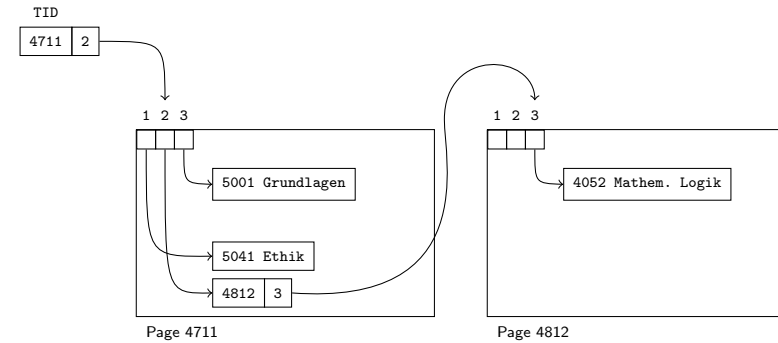 TID
4711 2
1 2 3
5001 Grundlagen
5041 Ethik
4812 3
Page 4711
1 2 3
4052 Mathem. Logik
Page 4812